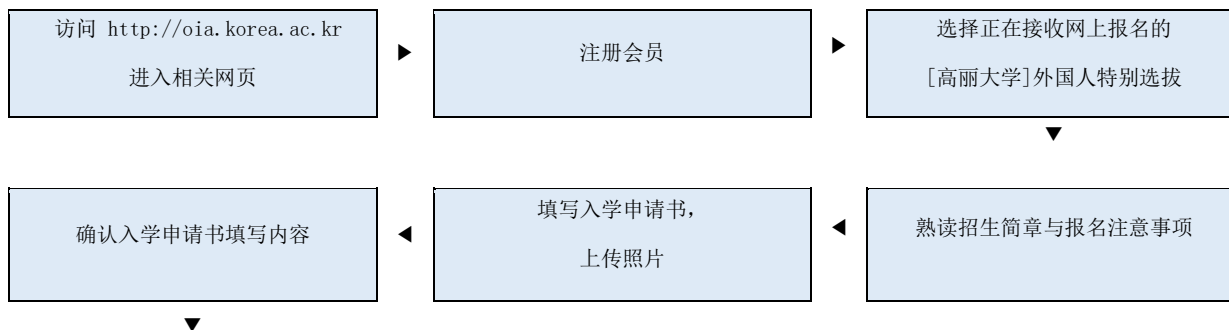 访问 http://oia.korea.ac.kr
进入相关网页
注册会员
选择正在接收网上报名的
[高丽大学]外国人特别选拔
熟读招生简章与报名注意事项
填写入学申请书，
上传照片
确认入学申请书填写内容